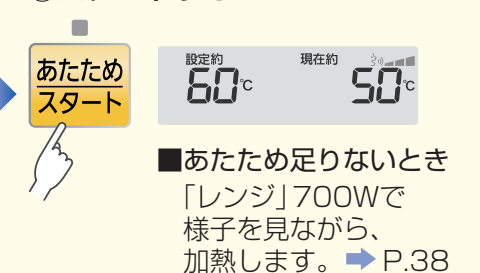 あたため
スタート
設定約 現在約
60℃ 50℃
■あたため足りないとき
「レンジ」700Wで
様子を見ながら、
加熱します。➡P.38